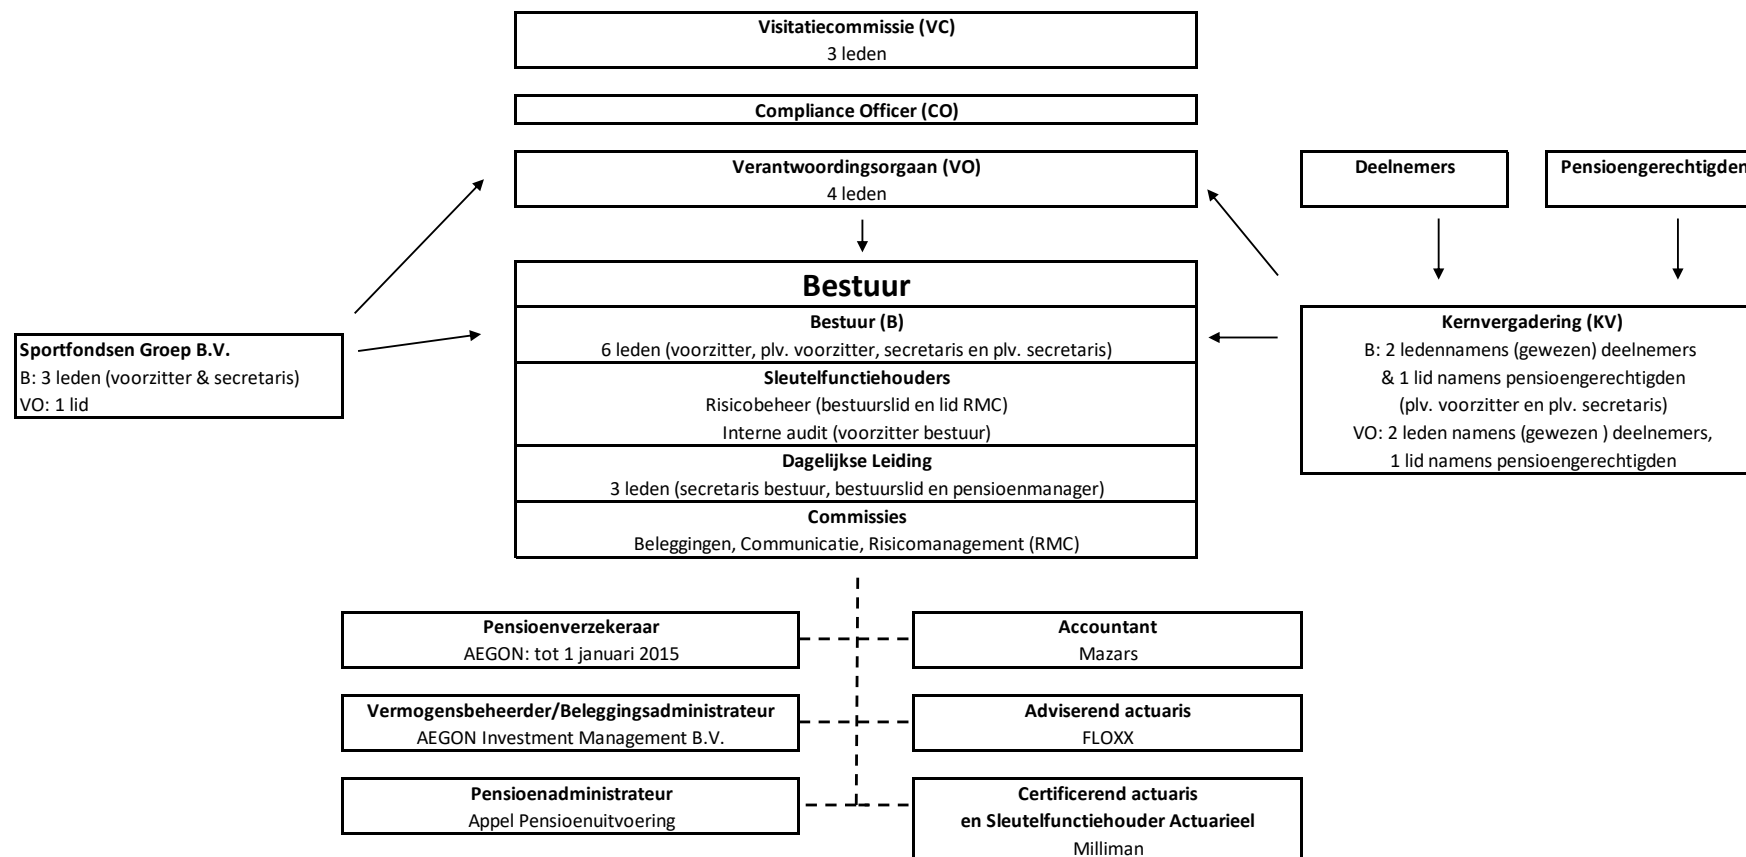 Visitatiecommissie (VC)
3 leden
Compliance Officer (CO)
Verantwoordingsorgaan (VO)
4 leden
Deelnemers
Pensioengerechtigden
Bestuur
Bestuur (B)
6 leden (voorzitter, plv. voorzitter, secretaris en plv. secretaris)
Sleutelfunctiehouders
Risicobeheer (bestuurslid en lid RMC)
Interne audit (voorzitter bestuur)
Dagelijkse Leiding
3 leden (secretaris bestuur, bestuurslid en pensioenmanager)
Commissies
Beleggingen, Communicatie, Risicomanagement (RMC)
Sportfondsen Groep B.V.
B: 3 leden (voorzitter & secretaris)
VO: 1 lid
Kernvergadering (KV)
B: 2 ledennamens (gewezen) deelnemers
& 1 lid namens pensioengerechtigden
(plv. voorzitter en plv. secretaris)
VO: 2 leden namens (gewezen ) deelnemers,
1 lid namens pensioengerechtigden
Pensioenverzekeraar
AEGON: tot 1 januari 2015
Accountant
Mazars
Vermogensbeheerder/Beleggingsadministrateur
AEGON Investment Management B.V.
Adviserend actuaris
FLOXX
Pensioenadministrateur
Appel Pensioenuitvoering
Certificerend actuaris
en Sleutelfunctiehouder Actuarieel
Milliman